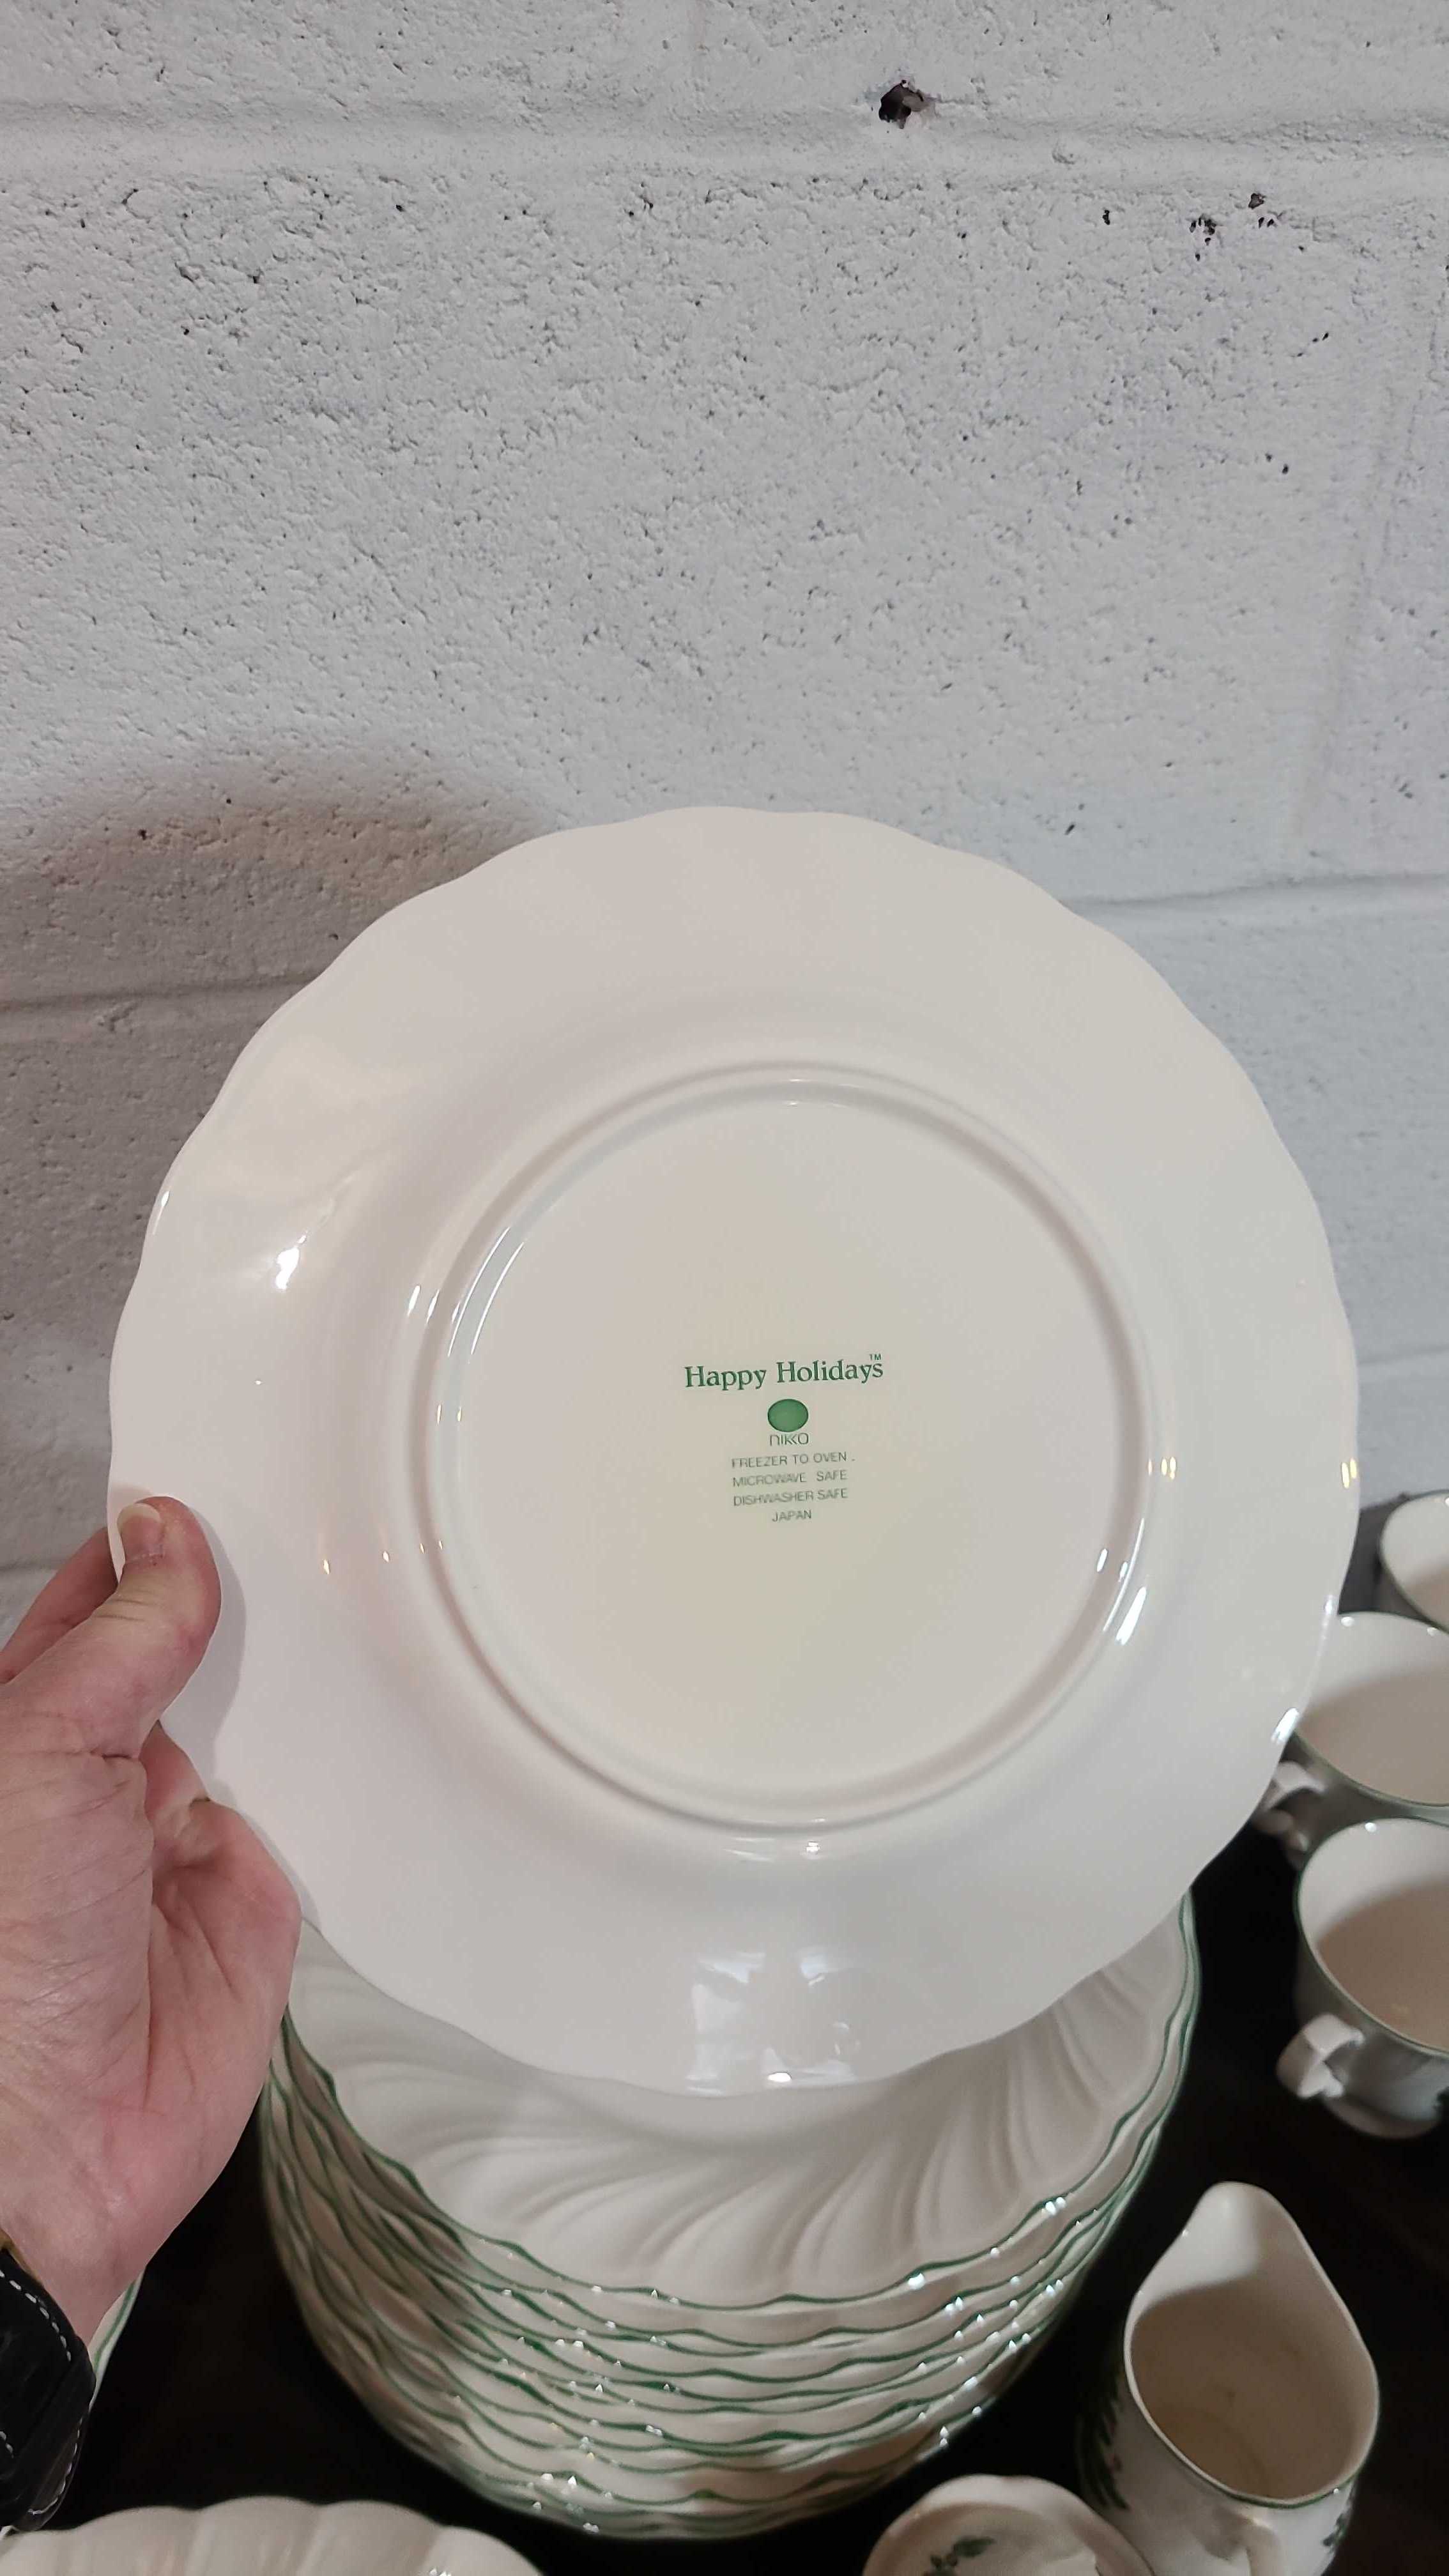 Happy Holidays™
NIKKO
FREEZER TO OVEN.
MICROWAVE SAFE
DISHWASHER SAFE
JAPAN